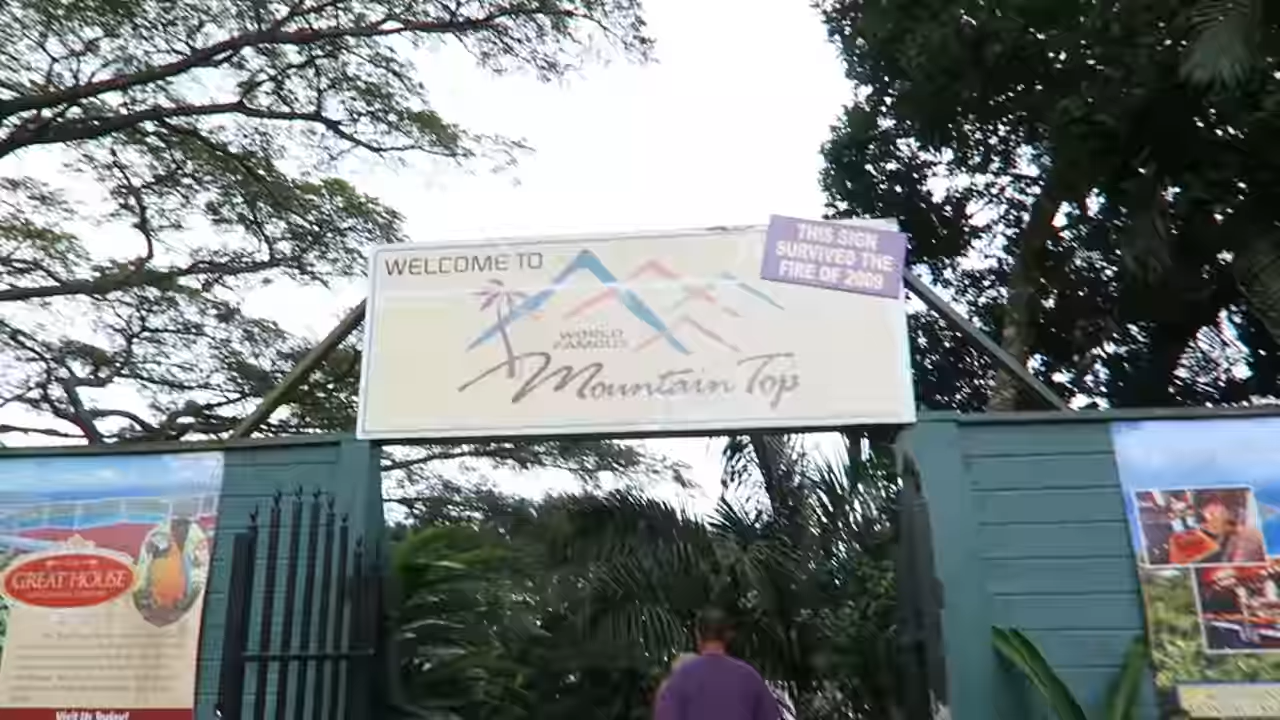 WELCOME TO
THIS SIGN
SURVIVED THE
FIRE OF 2009
WORLD
FAMOUS
Mountain Top
GREAT HOUSE
Visit Us Today!